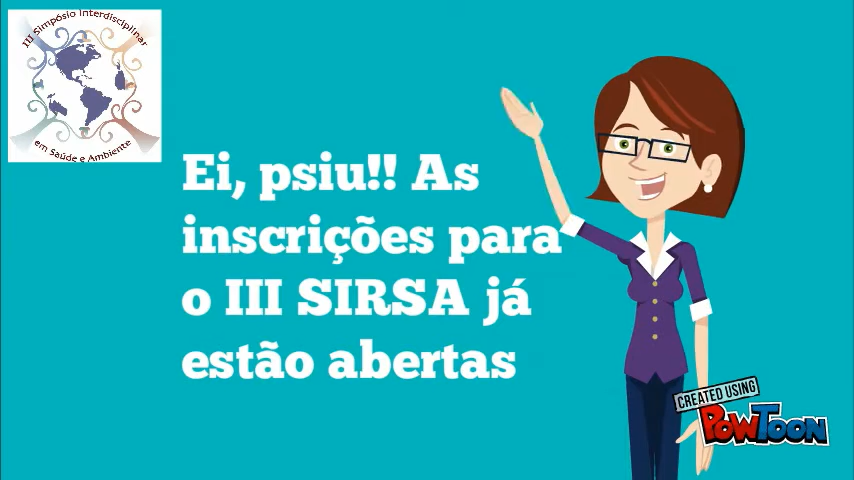 III Simpósio Interdisciplinar
em Saúde e Ambiente
Ei, psiu!! As
inscrições para
o III SIRSA já
estão abertas
CREATED USING
POWTOON